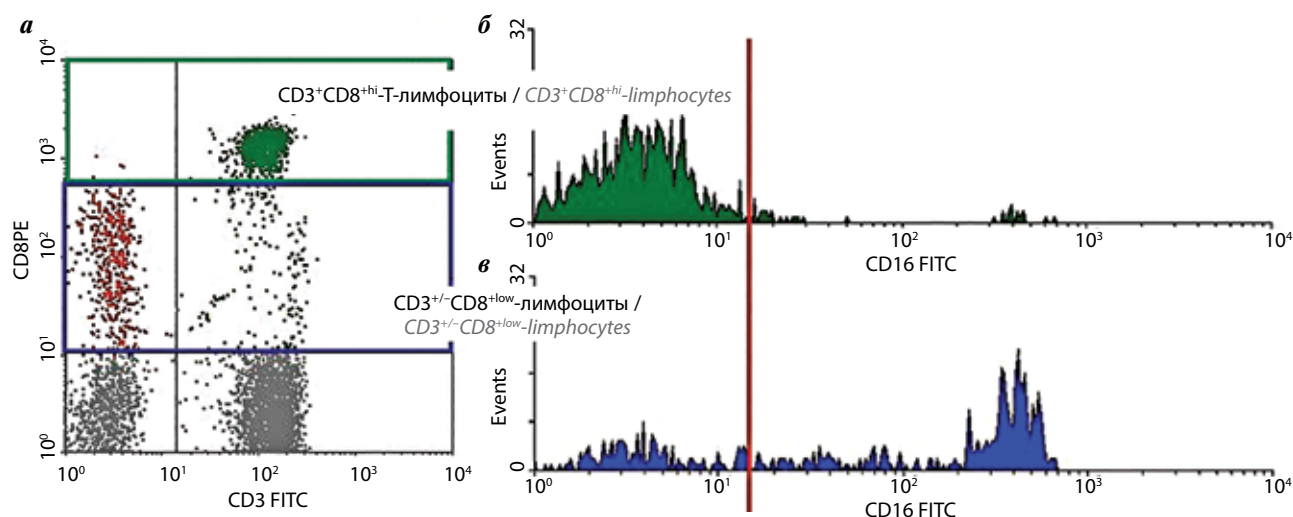 а
10⁴
10³
10²
10¹
10⁰
CD8PE
10⁰
10¹
10²
10³
10⁴
CD3 FITC
CD3⁺CD8⁺ʰⁱ-Т-лимфоциты / CD3⁺CD8⁺ʰⁱ-limphocytes
CD3⁺/⁻CD8⁺ˡᵒʷ-лимфоциты /
CD3⁺/⁻CD8⁺ˡᵒʷ-limphocytes
б
32
Events
0
10⁰
10¹
10²
10³
10⁴
CD16 FITC
в
32
Events
0
10⁰
10¹
10²
10³
10⁴
CD16 FITC